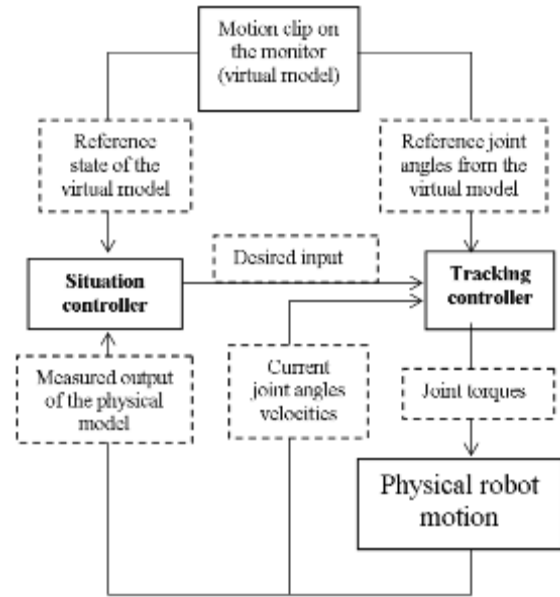 Motion clip on
the monitor
(virtual model)
Reference
state of the
virtual model
Reference joint
angles from the
virtual model
Desired input
Situation
controller
Tracking
controller
Measured output
of the physical
model
Current
joint angles
velocities
Joint torques
Physical robot
motion